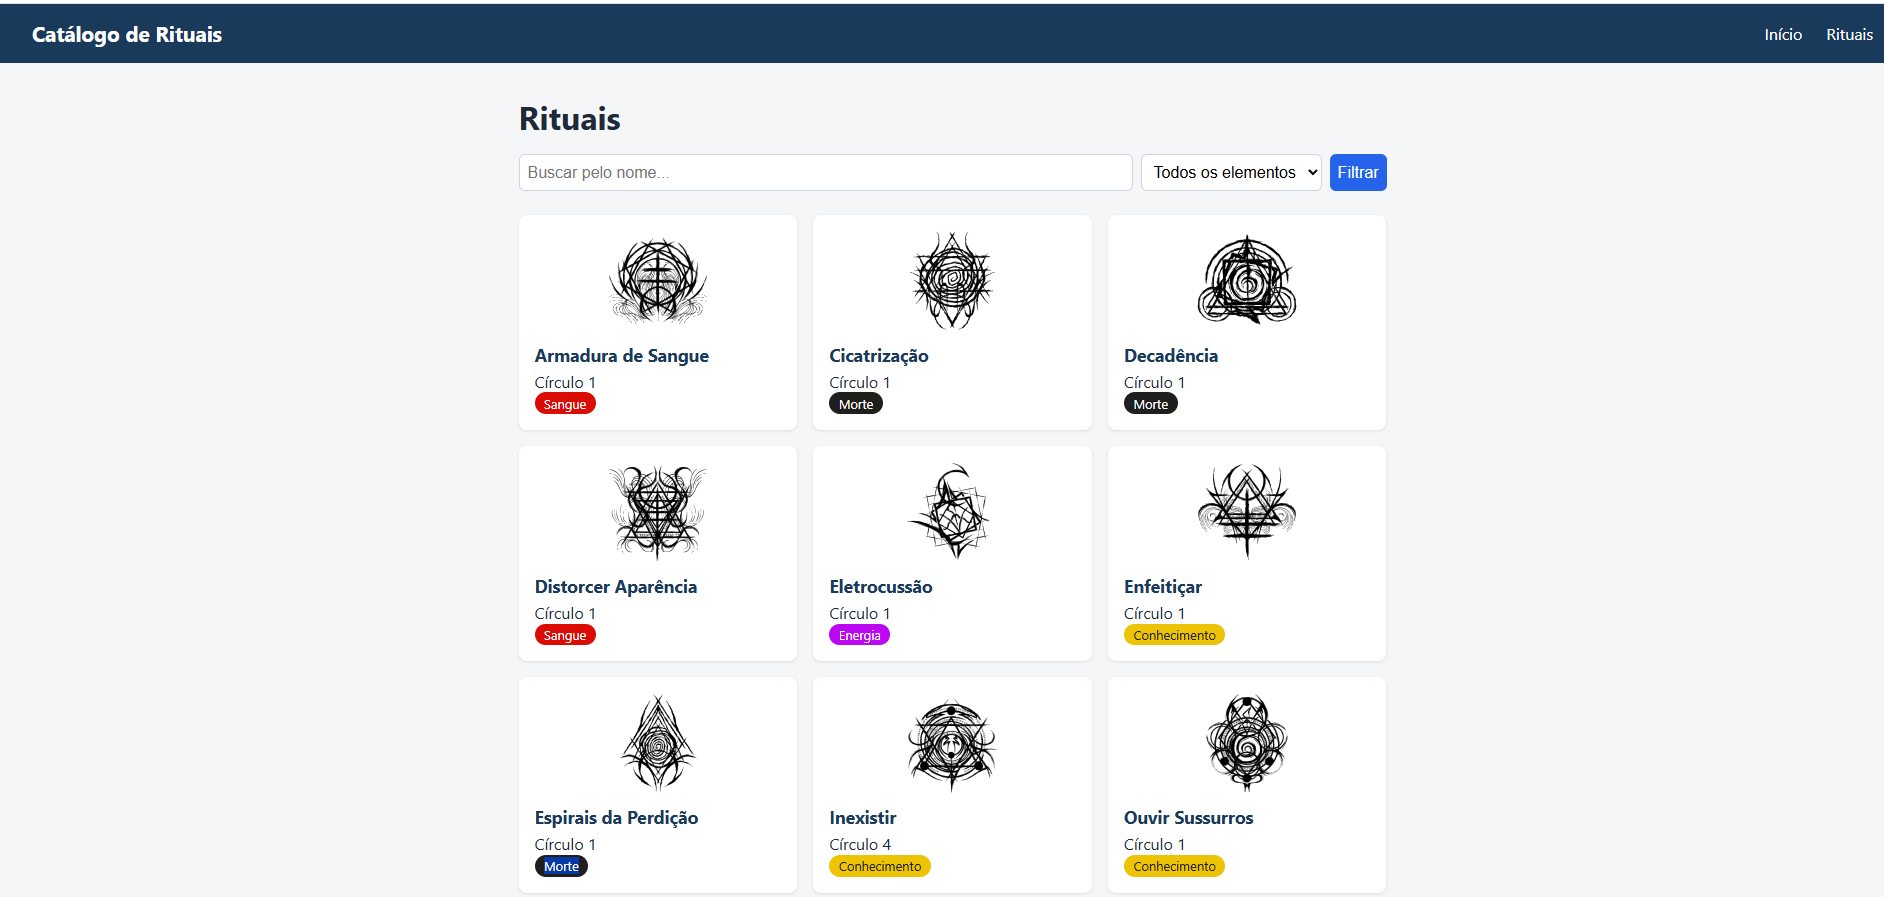 Catálogo de Rituais
Início Rituais
Rituais
Buscar pelo nome...
Todos os elementos
Filtrar
Armadura de Sangue
Círculo 1
Sangue
Cicatrização
Círculo 1
Morte
Decadência
Círculo 1
Morte
Distorcer Aparência
Círculo 1
Sangue
Eletrocussão
Círculo 1
Energia
Enfeitiçar
Círculo 1
Conhecimento
Espirais da Perdição
Círculo 1
Morte
Inexistir
Círculo 4
Conhecimento
Ouvir Sussurros
Círculo 1
Conhecimento